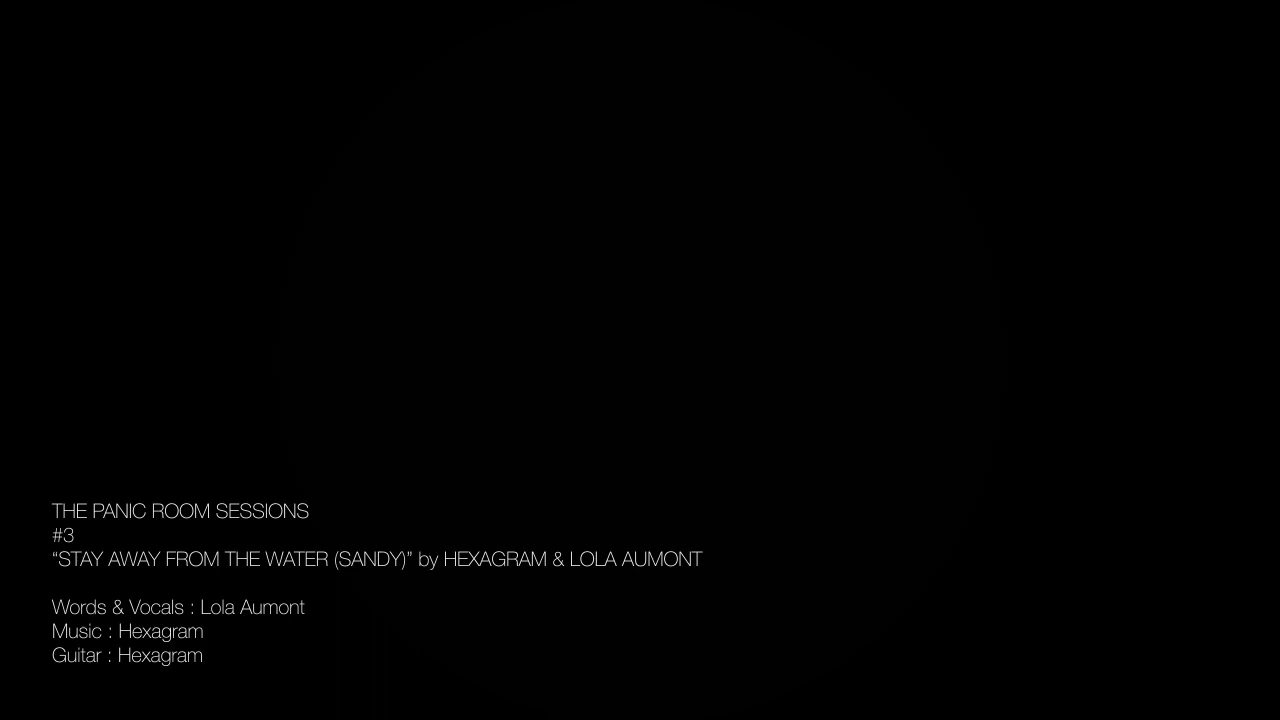 THE PANIC ROOM SESSIONS
#3
“STAY AWAY FROM THE WATER (SANDY)” by HEXAGRAM & LOLA AUMONT
Words & Vocals : Lola Aumont
Music : Hexagram
Guitar : Hexagram